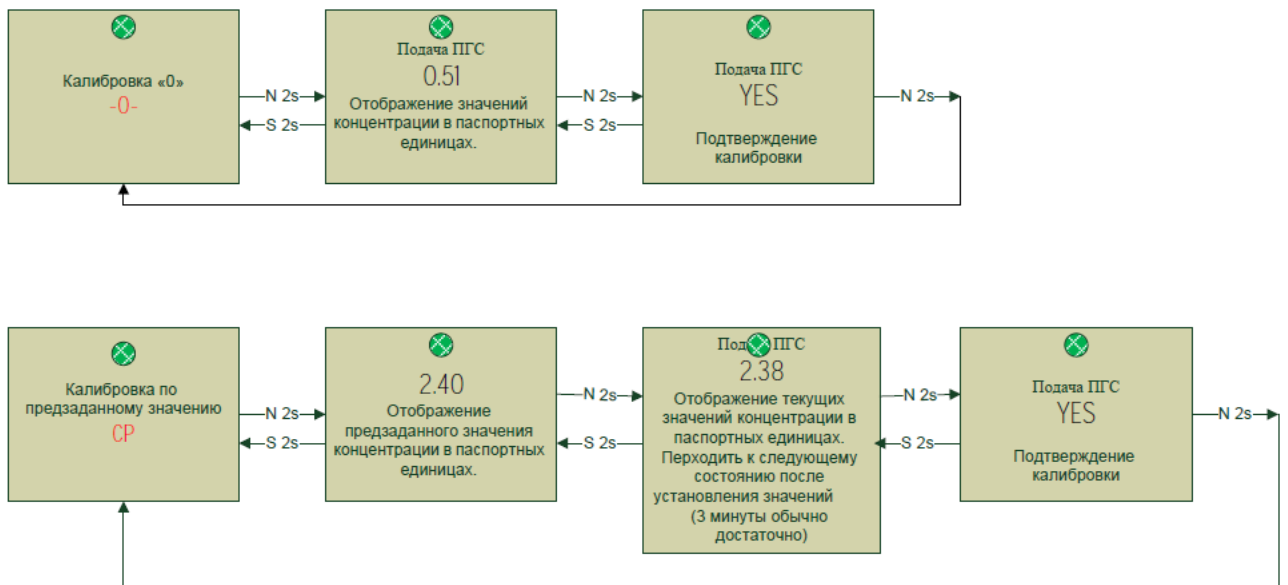 Калибровка «0»
-0-
N 2s
S 2s
Подача ПГС
0.51
Отображение значений
концентрации в паспортных
единицах.
N 2s
S 2s
Подача ПГС
YES
Подтверждение
калибровки
N 2s
Калибровка по
предзаданному значению
CP
N 2s
S 2s
2.40
Отображение
предзаданного значения
концентрации в паспортных
единицах.
N 2s
S 2s
Под ПГС
2.38
Отображение текущих
значений концентрации в
паспортных единицах.
Перходить к следующему
состоянию после
установления значений
(3 минуты обычно
достаточно)
N 2s
S 2s
Подача ПГС
YES
Подтверждение
калибровки
N 2s